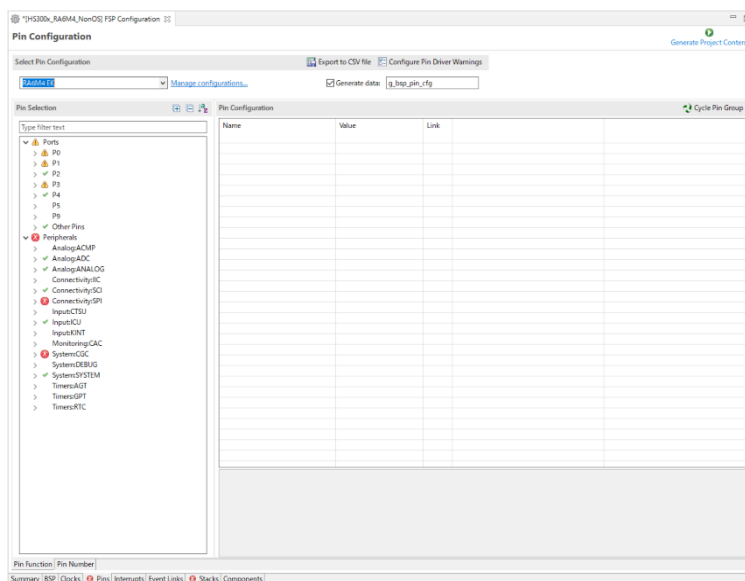 *[HS300x_RA6M4_NonOS] FSP Configuration
Pin Configuration
Generate Project Content
Select Pin Configuration
Export to CSV file
Configure Pin Driver Warnings
RA6M4 EK
Manage configurations...
Generate data:
g_bsp_pin_cfg
Pin Selection
Pin Configuration
Cycle Pin Group
Type filter text
Name Value Link
Ports
P0
P1
P2
P3
P4
P5
P9
Other Pins
Peripherals
Analog:ACMP
Analog:ADC
Analog:ANALOG
Connectivity:IIC
Connectivity:SCI
Connectivity:SPI
Input:CTSU
Input:ICU
Input:KINT
Monitoring:CAC
System:CGC
System:DEBUG
System:SYSTEM
Timers:AGT
Timers:GPT
Timers:RTC
Pin Function Pin Number
Summary BSP Clocks Pins Interrupts Event Links Stacks Components